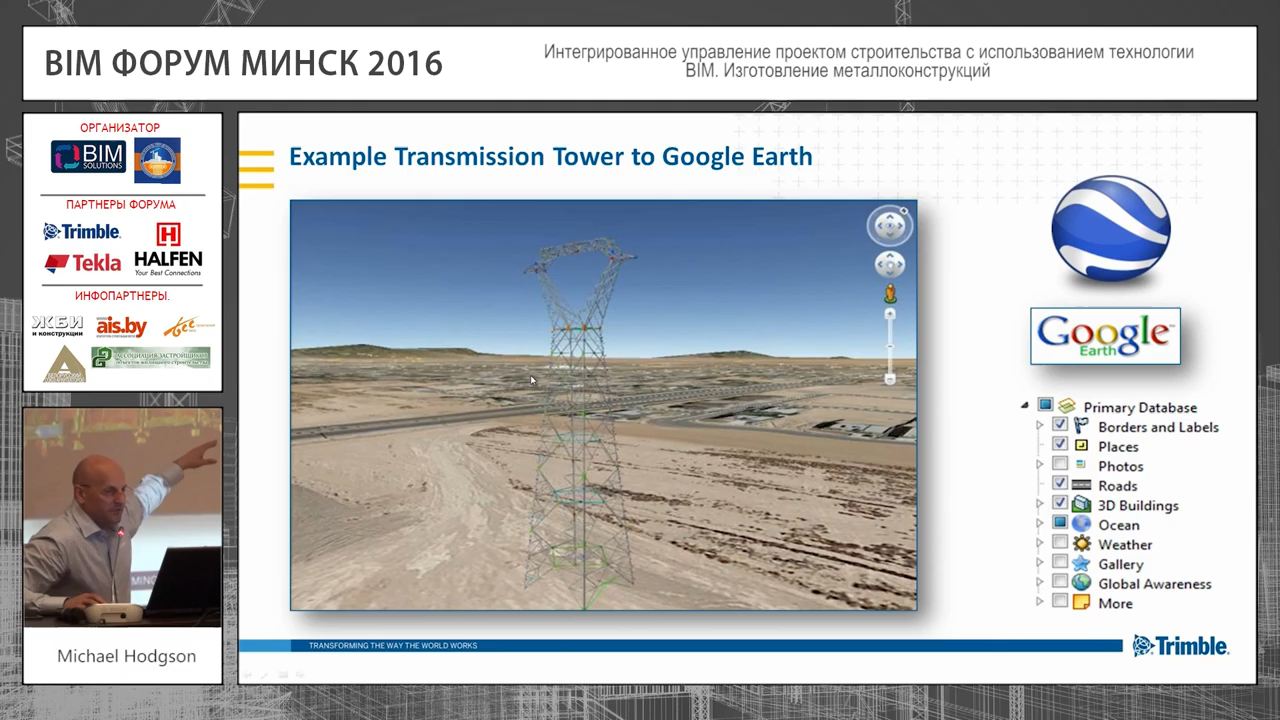 BIM ФОРУМ МИНСК 2016
Интегрированное управление проектом строительства с использованием технологии
BIM. Изготовление металлоконструкций
ОРГАНИЗАТОР
BIM
SOLUTIONS
ПАРТНЕРЫ ФОРУМА
Trimble.
HALFEN
Your Best Connections
Tekla
ИНФОПАРТНЕРЫ.
ЖБИ
и конструкции
ais.by
АССОЦИАЦИЯ ЗАСТРОЙЩИКОВ
Michael Hodgson
Example Transmission Tower to Google Earth
Google™
Earth
Primary Database
Borders and Labels
Places
Photos
Roads
3D Buildings
Ocean
Weather
Gallery
Global Awareness
More
TRANSFORMING THE WAY THE WORLD WORKS
Trimble.